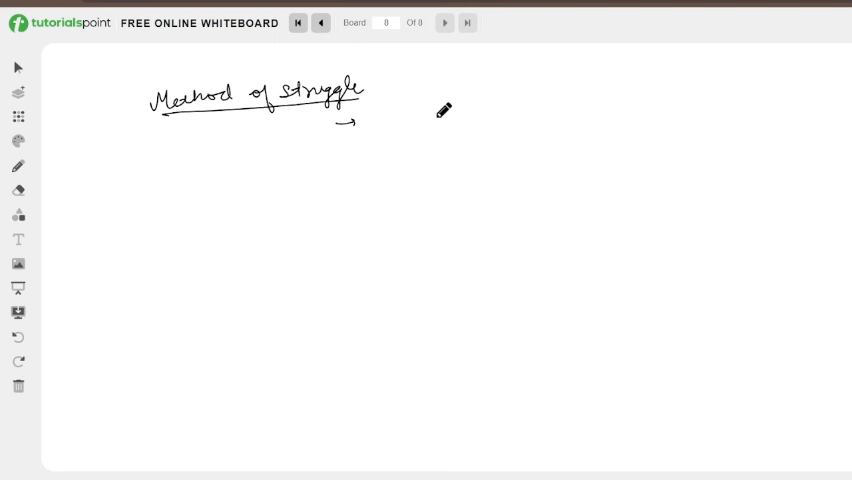 tutorialspoint FREE ONLINE WHITEBOARD Board 8 Of 8
Method of struggle
→
T